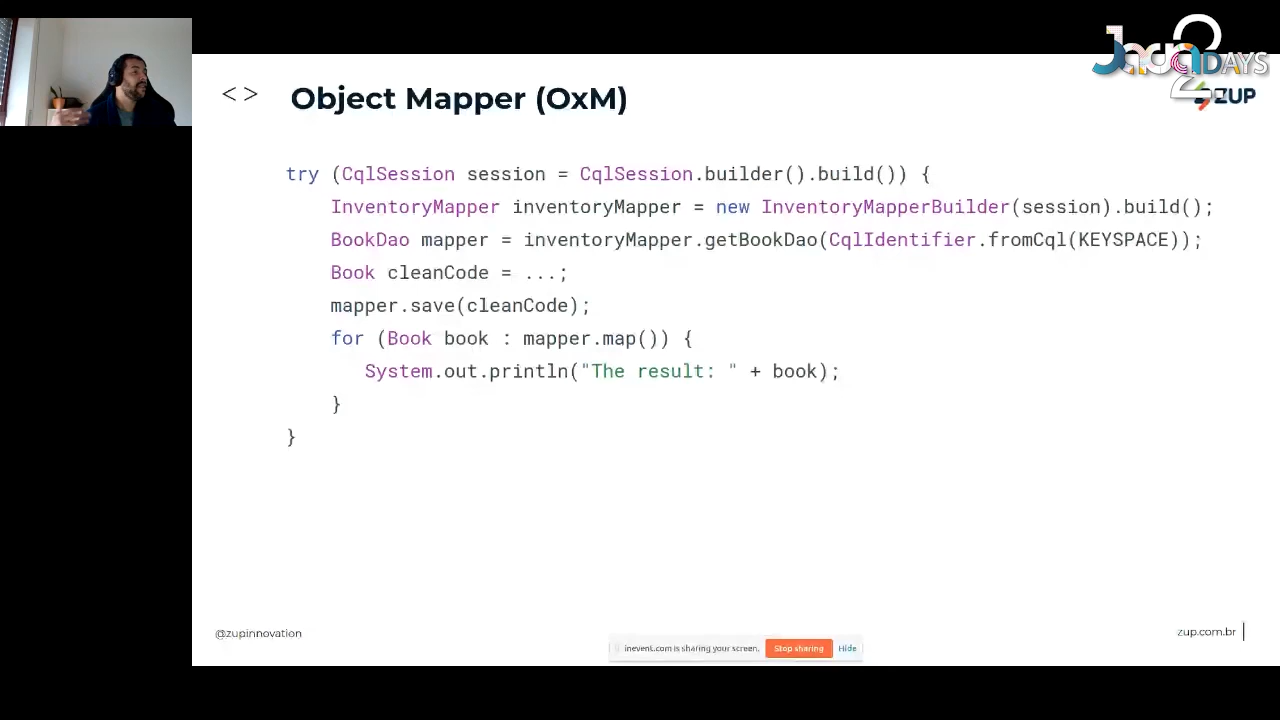 <> Object Mapper (OxM)
DAYS
ZUP
try (CqlSession session = CqlSession.builder().build()) {
InventoryMapper inventoryMapper = new InventoryMapperBuilder(session).build();
BookDao mapper = inventoryMapper.getBookDao(CqlIdentifier.fromCql(KEYSPACE));
Book cleanCode = ...;
mapper.save(cleanCode);
for (Book book : mapper.map()) {
System.out.println("The result: " + book);
}
}
@zupinnovation
zup.com.br
inevent.com is sharing your screen.
Stop sharing
Hide